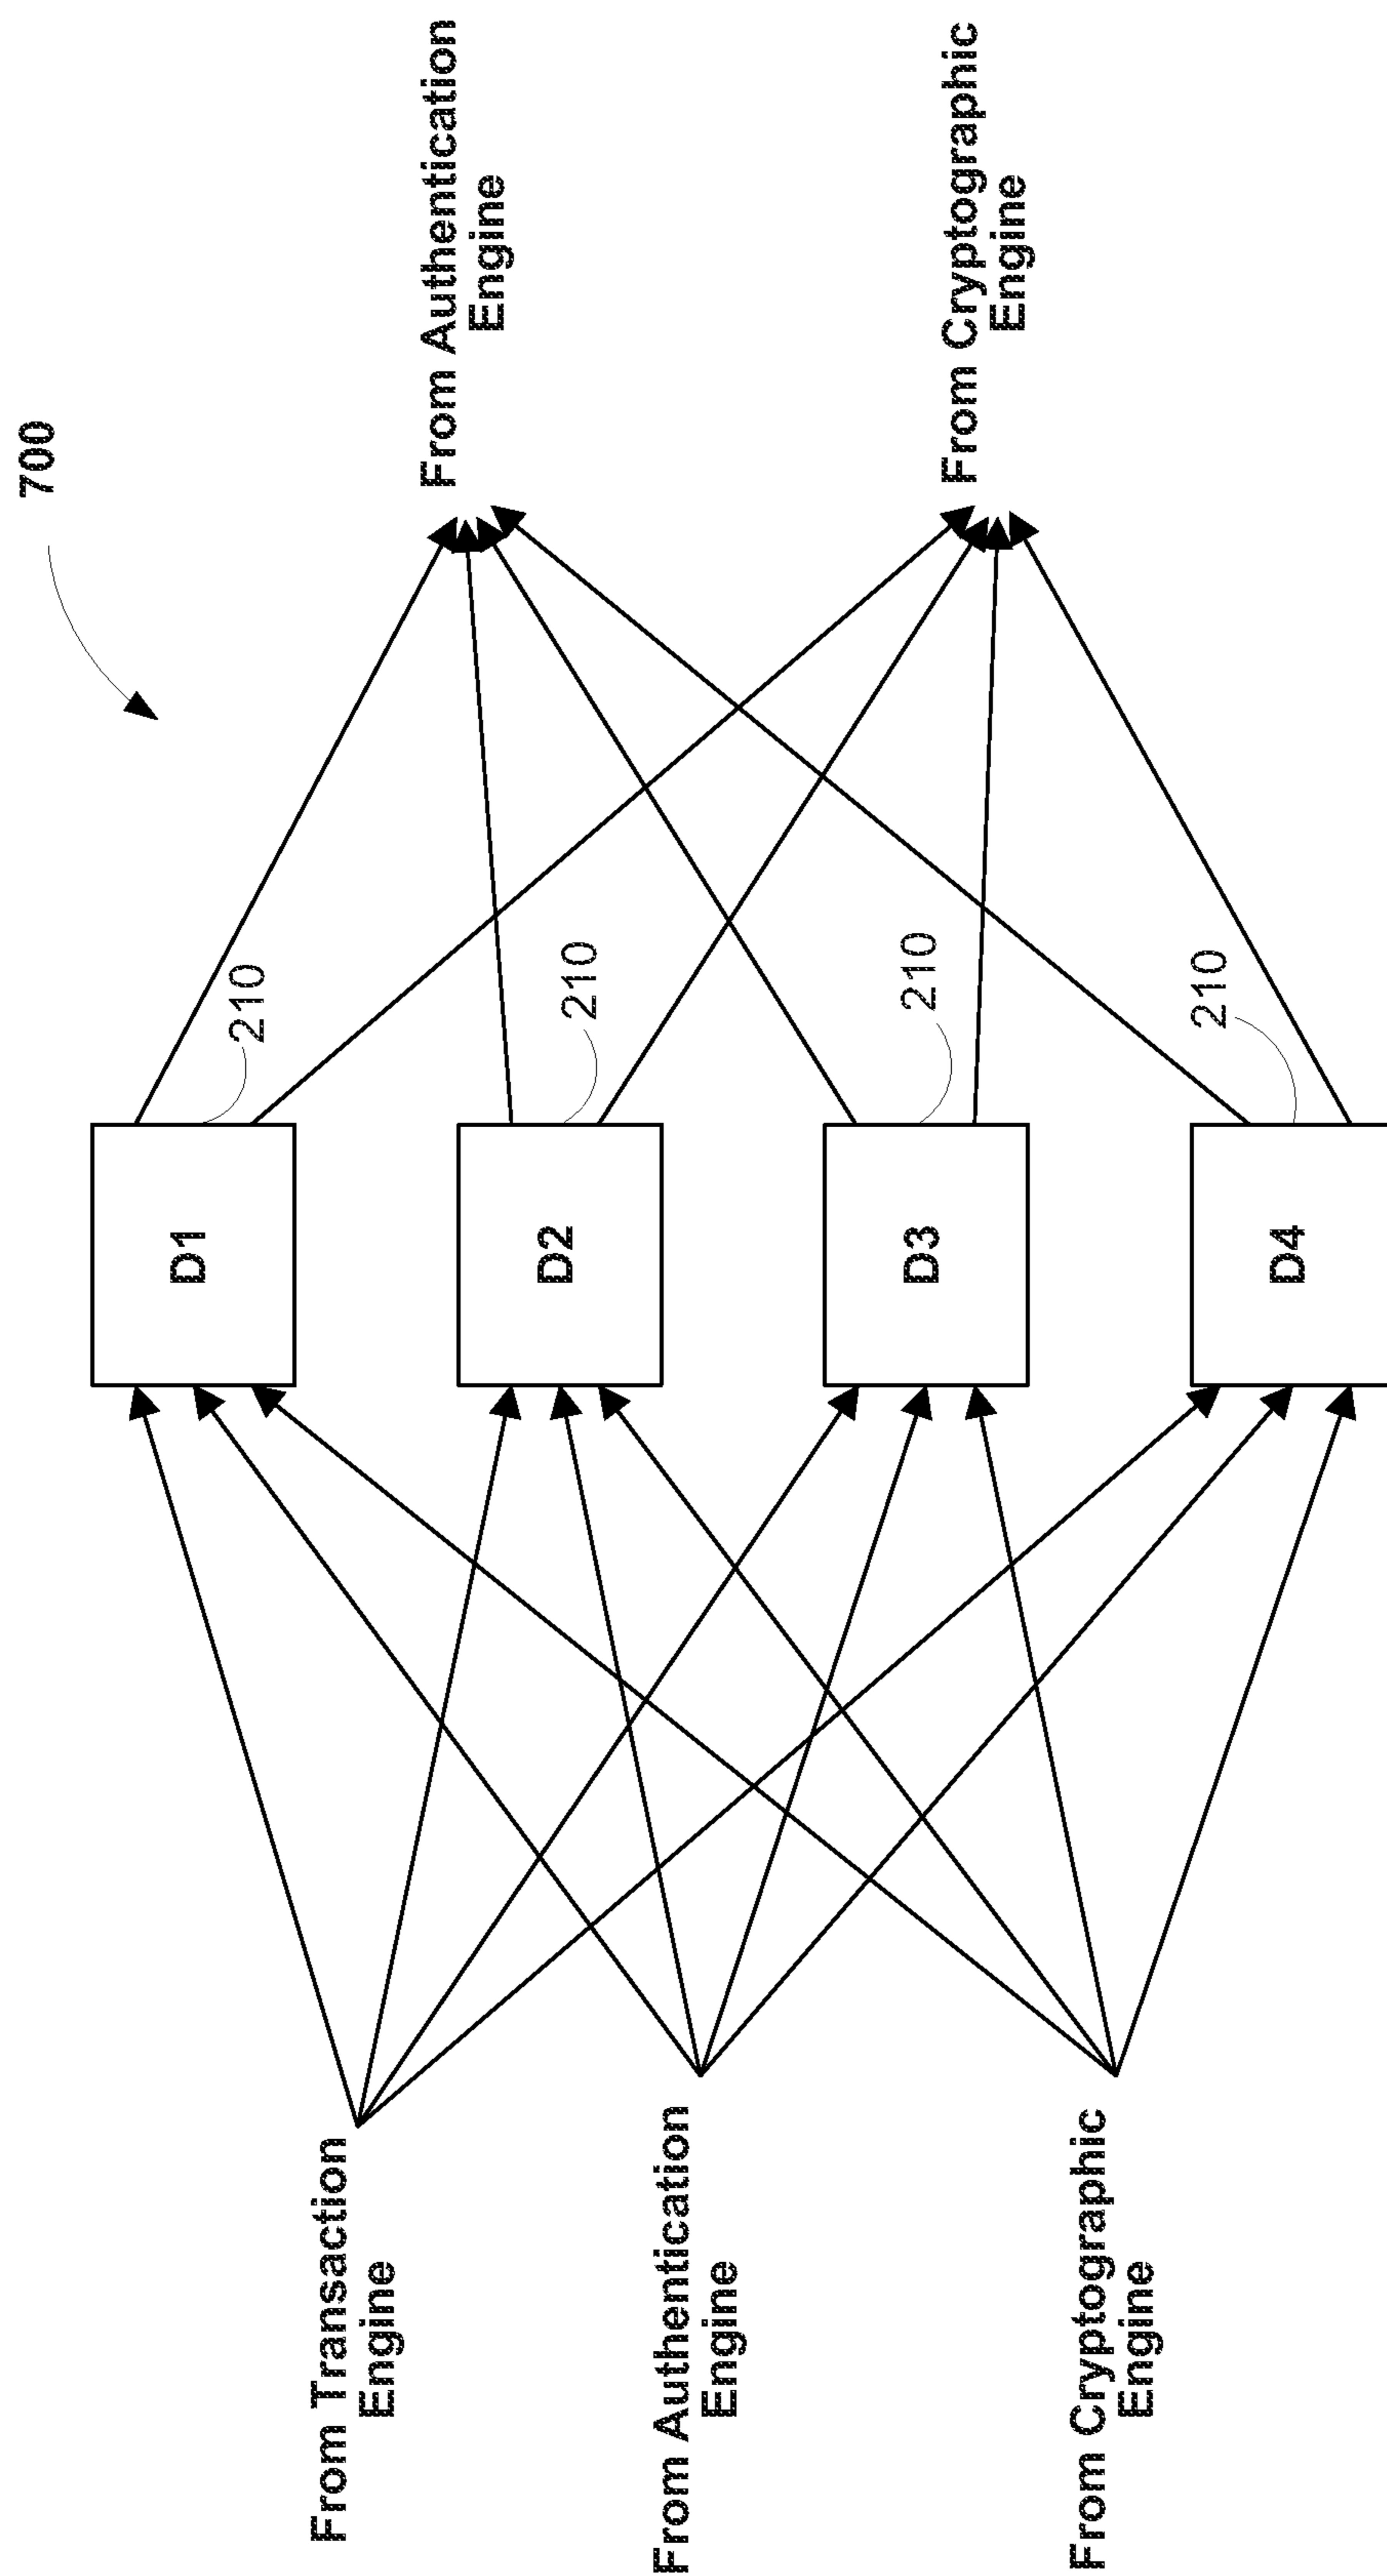 700
From Transaction
Engine
From Authentication
Engine
From Cryptographic
Engine
D1
210
D2
210
D3
210
D4
210
From Authentication
Engine
From Cryptographic
Engine